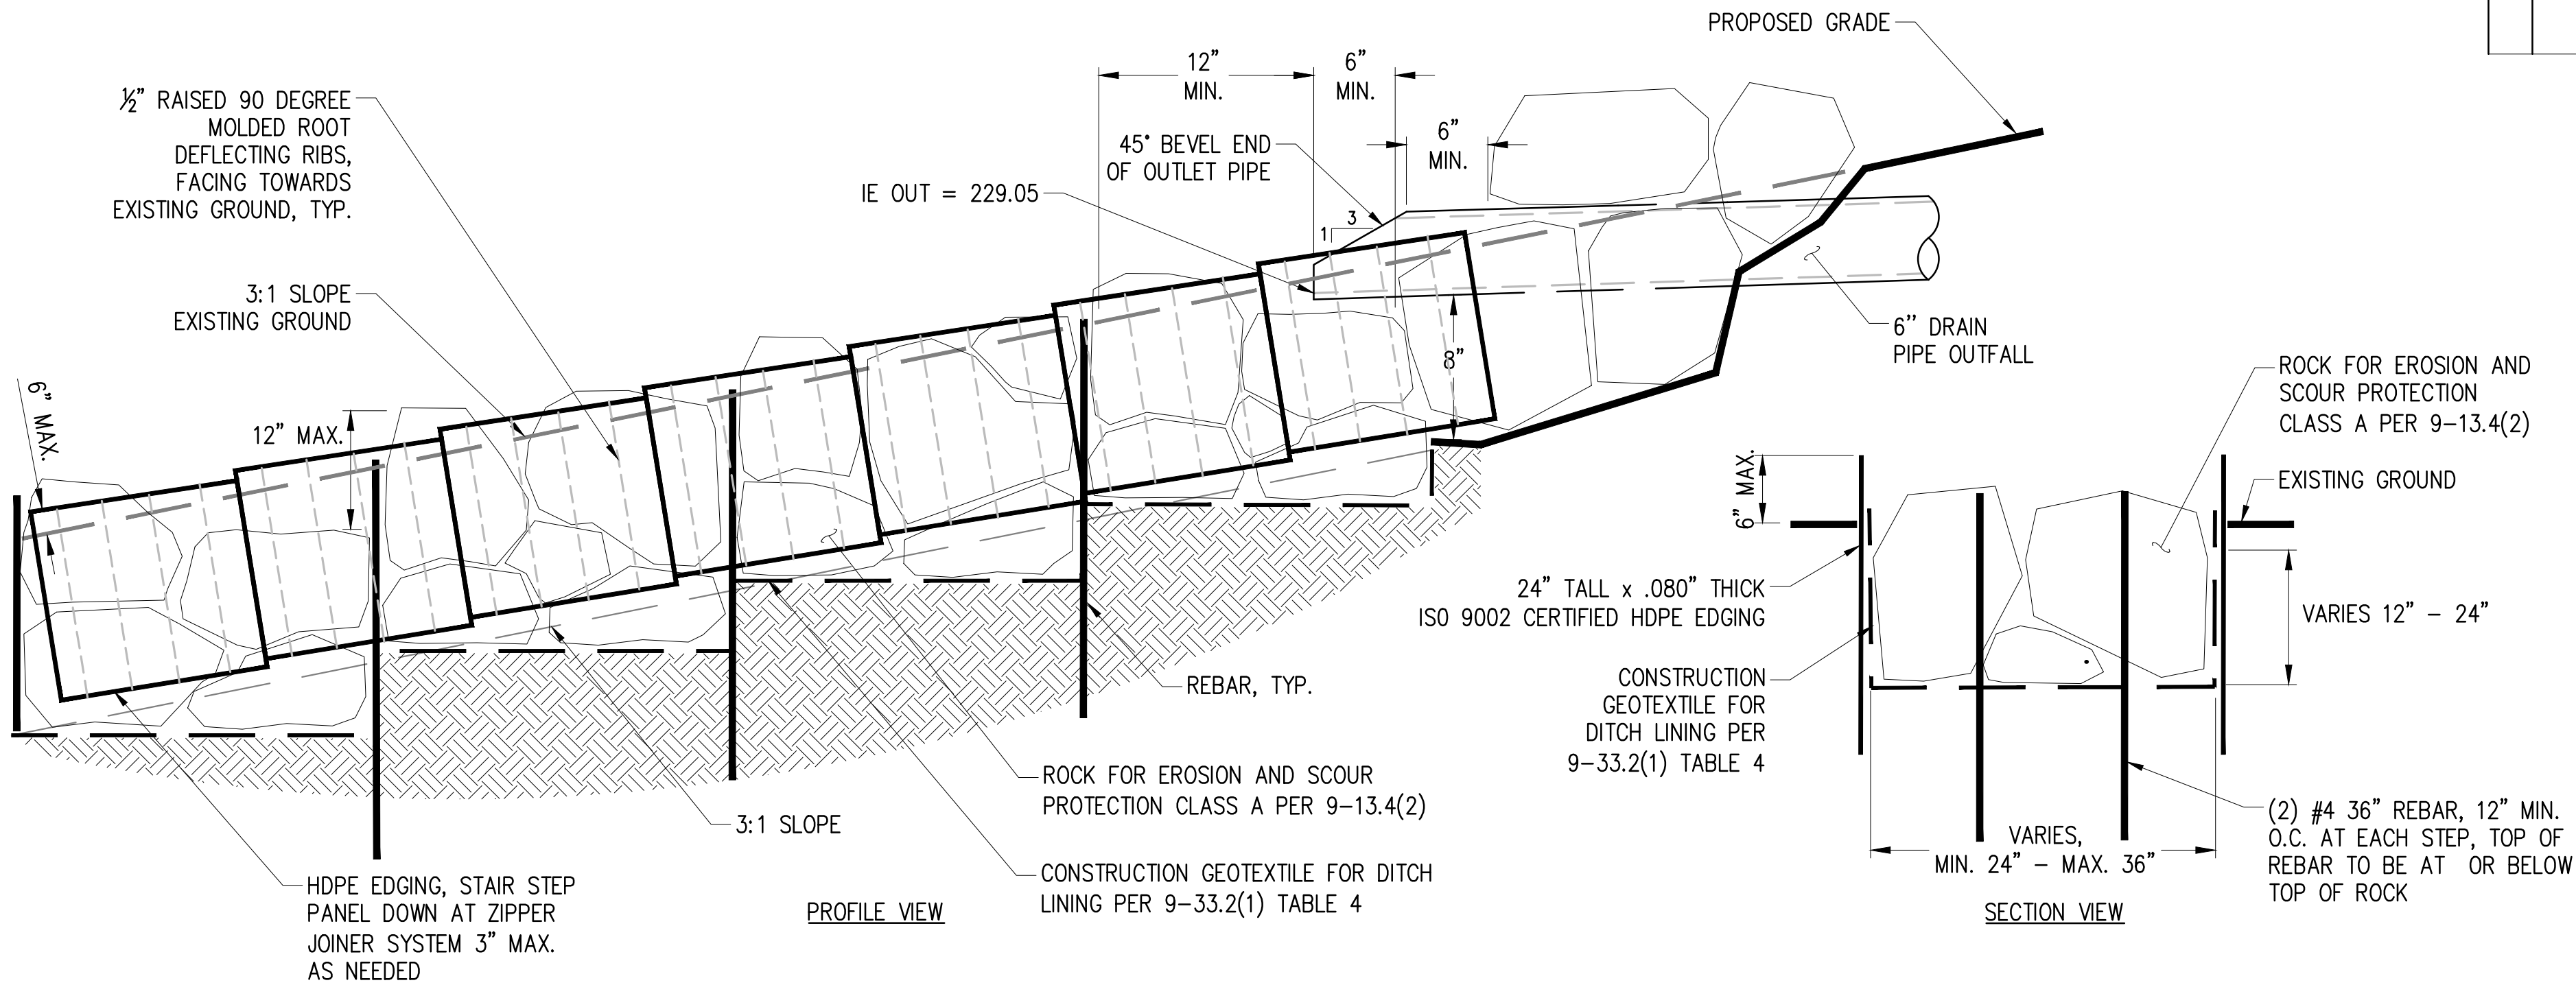 PROPOSED GRADE
12”
MIN.
6”
MIN.
½” RAISED 90 DEGREE
MOLDED ROOT
DEFLECTING RIBS,
FACING TOWARDS
EXISTING GROUND, TYP.
45° BEVEL END
OF OUTLET PIPE
6”
MIN.
IE OUT = 229.05
3
1
3:1 SLOPE
EXISTING GROUND
6’’ DRAIN
PIPE OUTFALL
8”
6” MAX.
12” MAX.
ROCK FOR EROSION AND
SCOUR PROTECTION
CLASS A PER 9-13.4(2)
EXISTING GROUND
6” MAX.
24” TALL x .080” THICK
ISO 9002 CERTIFIED HDPE EDGING
VARIES 12” - 24”
CONSTRUCTION
GEOTEXTILE FOR
DITCH LINING PER
9-33.2(1) TABLE 4
REBAR, TYP.
ROCK FOR EROSION AND SCOUR
PROTECTION CLASS A PER 9-13.4(2)
3:1 SLOPE
(2) #4 36” REBAR, 12” MIN.
O.C. AT EACH STEP, TOP OF
REBAR TO BE AT OR BELOW
TOP OF ROCK
VARIES,
MIN. 24” - MAX. 36”
CONSTRUCTION GEOTEXTILE FOR DITCH
LINING PER 9-33.2(1) TABLE 4
HDPE EDGING, STAIR STEP
PANEL DOWN AT ZIPPER
JOINER SYSTEM 3” MAX.
AS NEEDED
PROFILE VIEW
SECTION VIEW